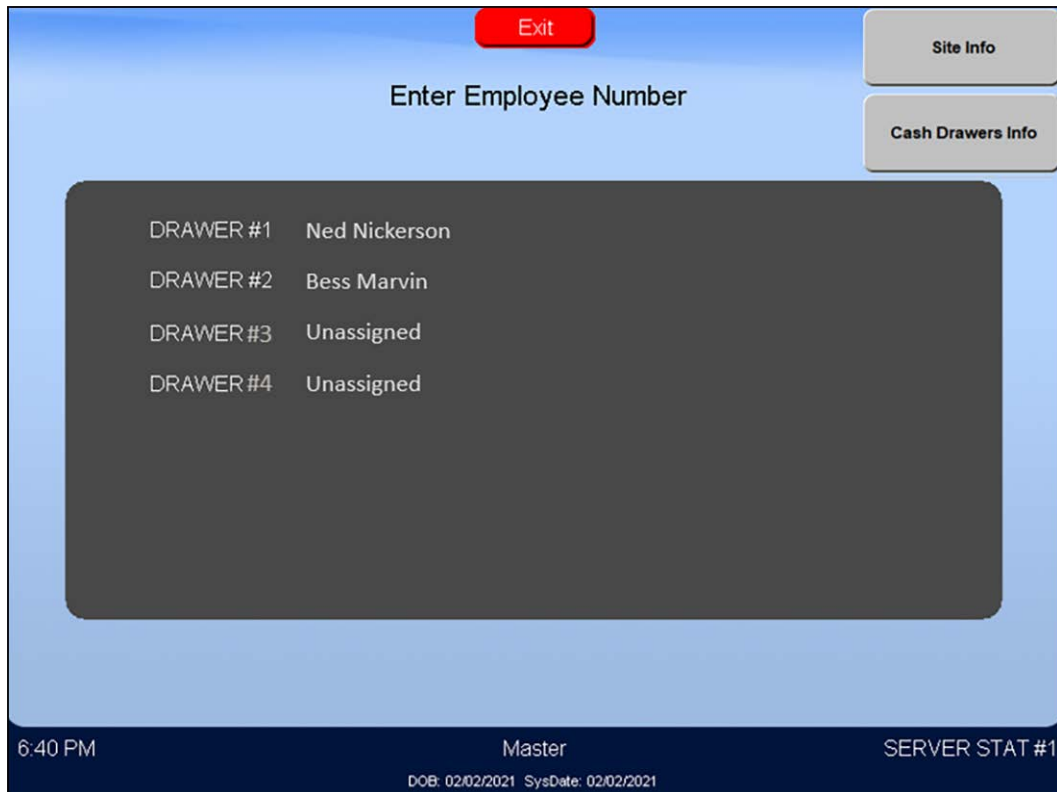 Exit
Site Info
Enter Employee Number
Cash Drawers Info
DRAWER #1 Ned Nickerson
DRAWER #2 Bess Marvin
DRAWER #3 Unassigned
DRAWER #4 Unassigned
6:40 PM Master SERVER STAT #1
DOB: 02/02/2021 SysDate: 02/02/2021